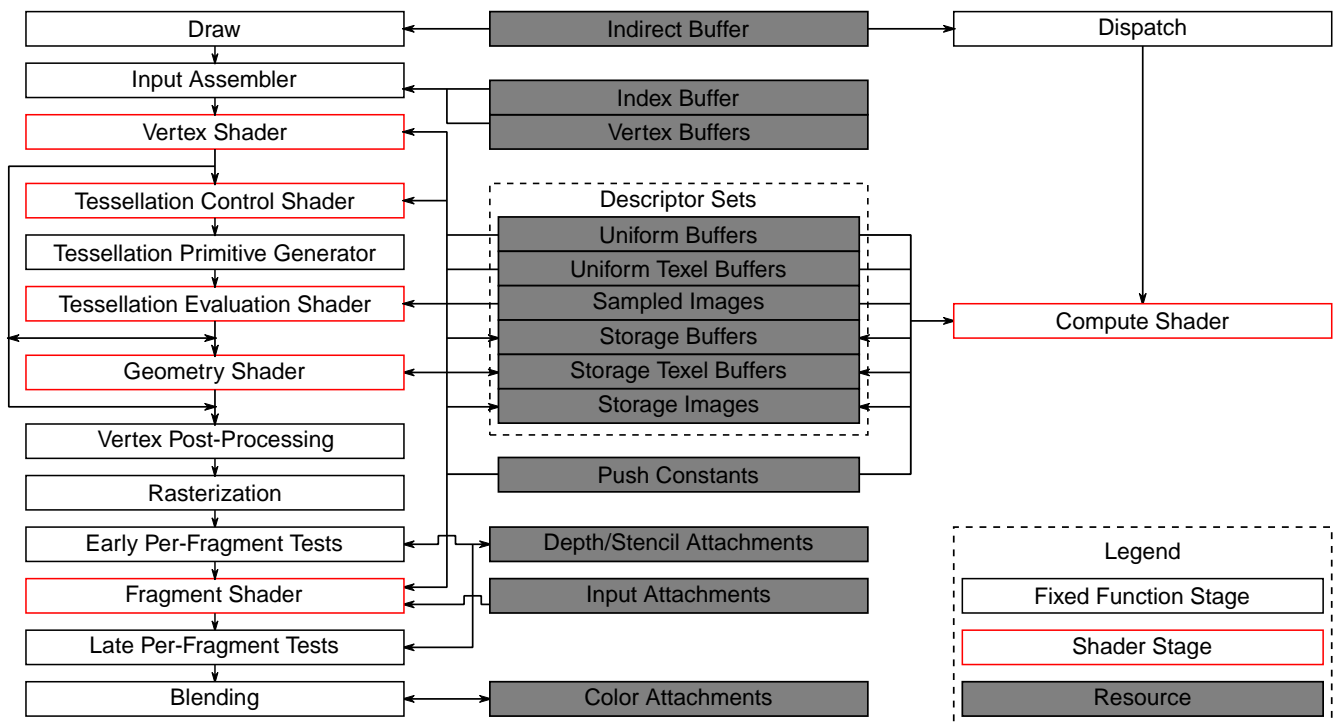 Draw
Indirect Buffer
Dispatch
Input Assembler
Index Buffer
Vertex Shader
Vertex Buffers
Tessellation Control Shader
Descriptor Sets
Uniform Buffers
Tessellation Primitive Generator
Uniform Texel Buffers
Tessellation Evaluation Shader
Sampled Images
Compute Shader
Storage Buffers
Geometry Shader
Storage Texel Buffers
Storage Images
Vertex Post-Processing
Push Constants
Rasterization
Early Per-Fragment Tests
Depth/Stencil Attachments
Legend
Fragment Shader
Input Attachments
Fixed Function Stage
Late Per-Fragment Tests
Shader Stage
Blending
Color Attachments
Resource